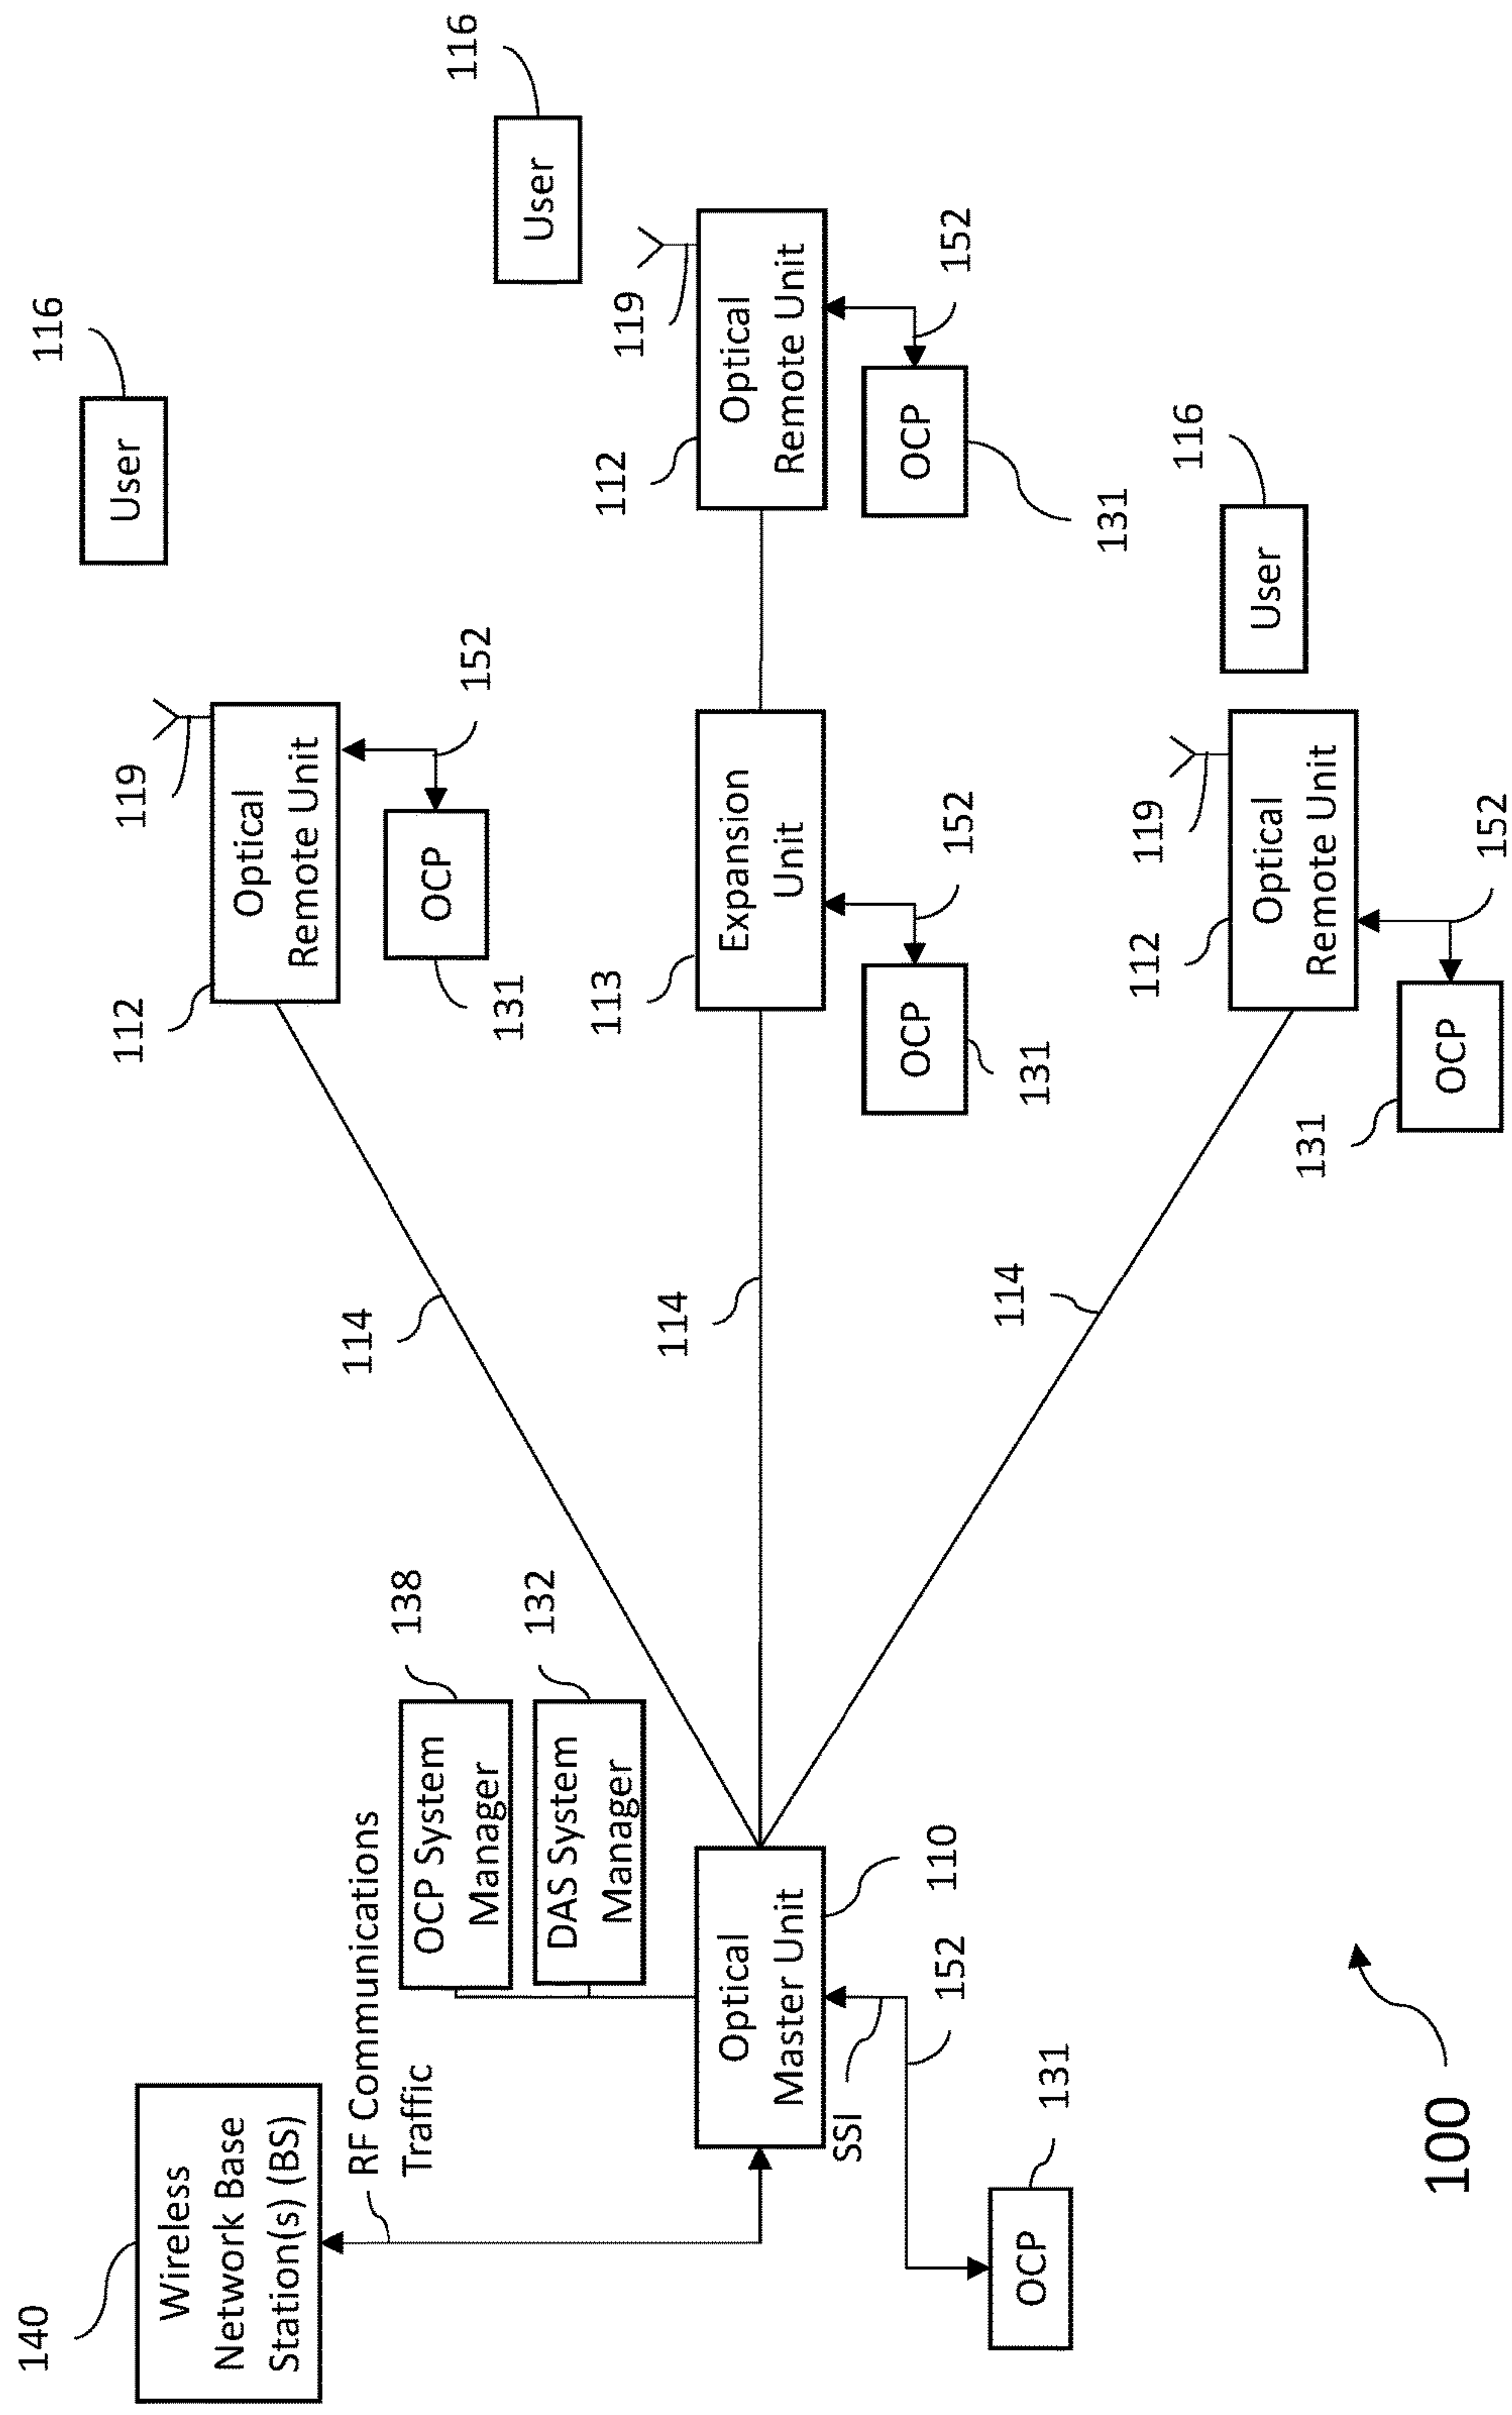 140
Wireless
Network Base
Station(s) (BS)
RF Communications
Traffic
OCP System
Manager
138
DAS System
Manager
132
Optical
Master Unit
110
SSI
152
OCP
131
100
114
114
114
112
Optical
Remote Unit
119
152
OCP
131
116
User
113
Expansion
Unit
152
OCP
131
112
Optical
Remote Unit
119
152
OCP
131
116
User
112
Optical
Remote Unit
119
152
OCP
131
116
User